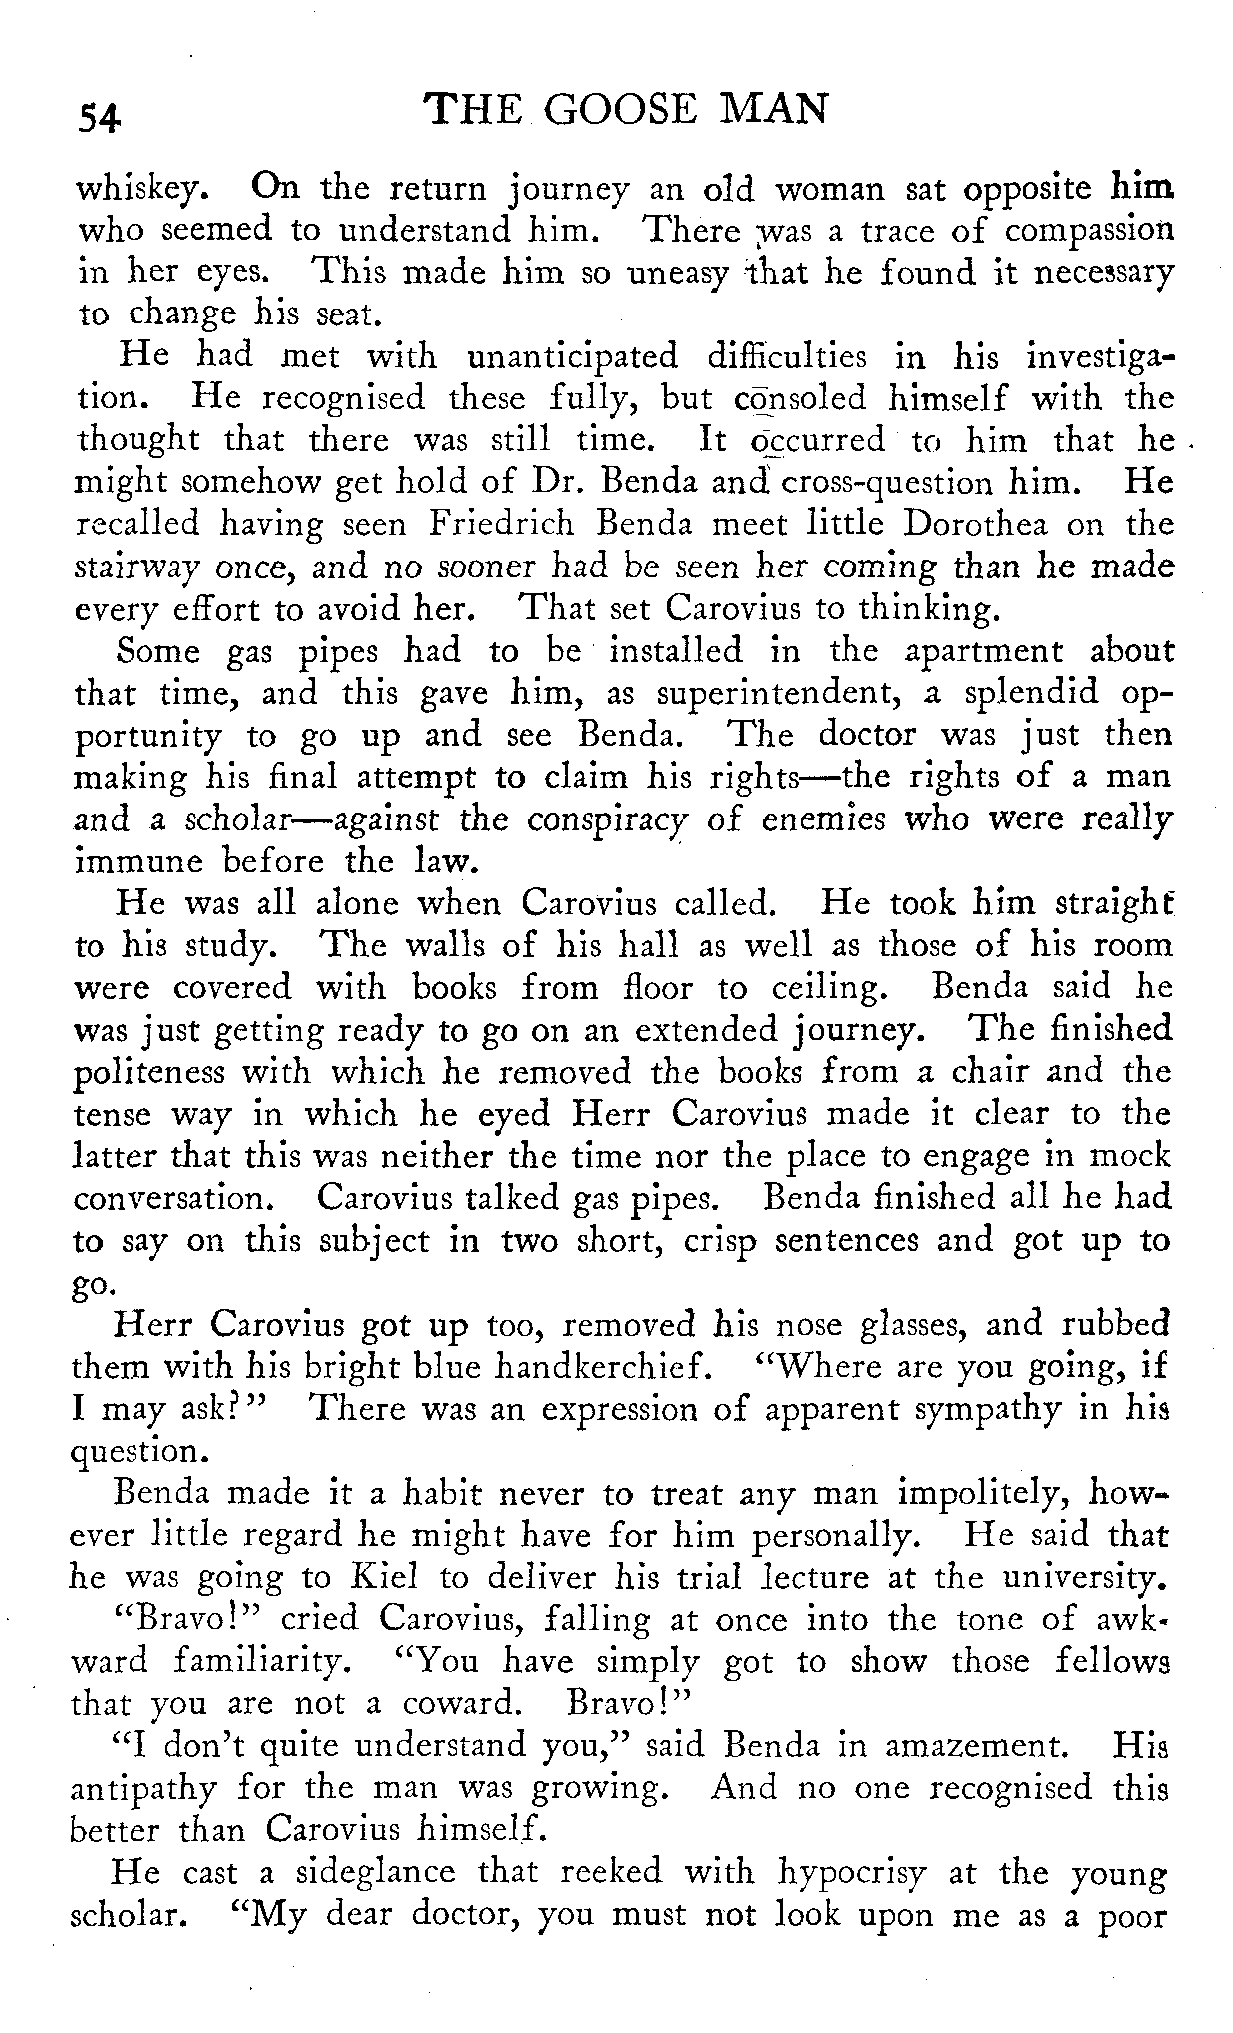 54 THE GOOSE MAN
whiskey. On the return journey an old woman sat opposite him
who seemed to understand him. There was a trace of compassion
in her eyes. This made him so uneasy that he found it necessary
to change his seat.
He had met with unanticipated difficulties in his investiga-
tion. He recognised these fully, but consoled himself with the
thought that there was still time. It occurred to him that he
might somehow get hold of Dr. Benda and cross-question him. He
recalled having seen Friedrich Benda meet little Dorothea on the
stairway once, and no sooner had be seen her coming than he made
every effort to avoid her. That set Carovius to thinking.
Some gas pipes had to be installed in the apartment about
that time, and this gave him, as superintendent, a splendid op-
portunity to go up and see Benda. The doctor was just then
making his final attempt to claim his rights—the rights of a man
and a scholar—against the conspiracy of enemies who were really
immune before the law.
He was all alone when Carovius called. He took him straight
to his study. The walls of his hall as well as those of his room
were covered with books from floor to ceiling. Benda said he
was just getting ready to go on an extended journey. The finished
politeness with which he removed the books from a chair and the
tense way in which he eyed Herr Carovius made it clear to the
latter that this was neither the time nor the place to engage in mock
conversation. Carovius talked gas pipes. Benda finished all he had
to say on this subject in two short, crisp sentences and got up to
go.
Herr Carovius got up too, removed his nose glasses, and rubbed
them with his bright blue handkerchief. "Where are you going, if
I may ask?" There was an expression of apparent sympathy in his
question.
Benda made it a habit never to treat any man impolitely, how-
ever little regard he might have for him personally. He said that
he was going to Kiel to deliver his trial lecture at the university.
"Bravo!" cried Carovius, falling at once into the tone of awk-
ward familiarity. "You have simply got to show those fellows
that you are not a coward. Bravo!"
"I don't quite understand you," said Benda in amazement. His
antipathy for the man was growing. And no one recognised this
better than Carovius himself.
He cast a sideglance that reeked with hypocrisy at the young
scholar. "My dear doctor, you must not look upon me as a poor